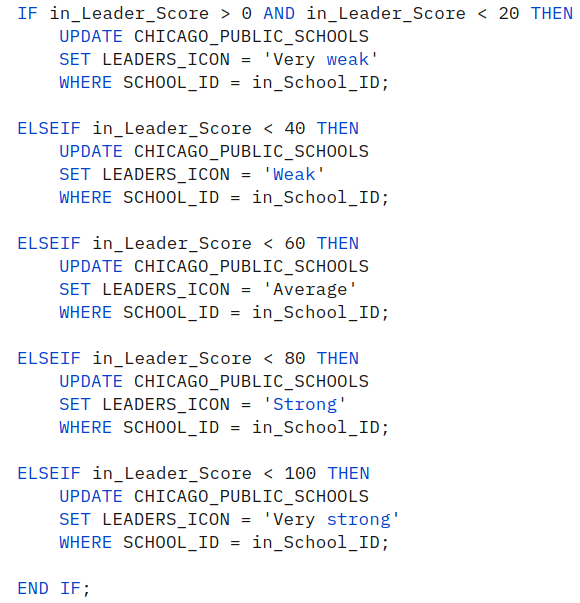 IF in_Leader_Score > 0 AND in_Leader_Score < 20 THEN
UPDATE CHICAGO_PUBLIC_SCHOOLS
SET LEADERS_ICON = 'Very weak'
WHERE SCHOOL_ID = in_School_ID;
ELSEIF in_Leader_Score < 40 THEN
UPDATE CHICAGO_PUBLIC_SCHOOLS
SET LEADERS_ICON = 'Weak'
WHERE SCHOOL_ID = in_School_ID;
ELSEIF in_Leader_Score < 60 THEN
UPDATE CHICAGO_PUBLIC_SCHOOLS
SET LEADERS_ICON = 'Average'
WHERE SCHOOL_ID = in_School_ID;
ELSEIF in_Leader_Score < 80 THEN
UPDATE CHICAGO_PUBLIC_SCHOOLS
SET LEADERS_ICON = 'Strong'
WHERE SCHOOL_ID = in_School_ID;
ELSEIF in_Leader_Score < 100 THEN
UPDATE CHICAGO_PUBLIC_SCHOOLS
SET LEADERS_ICON = 'Very strong'
WHERE SCHOOL_ID = in_School_ID;
END IF;